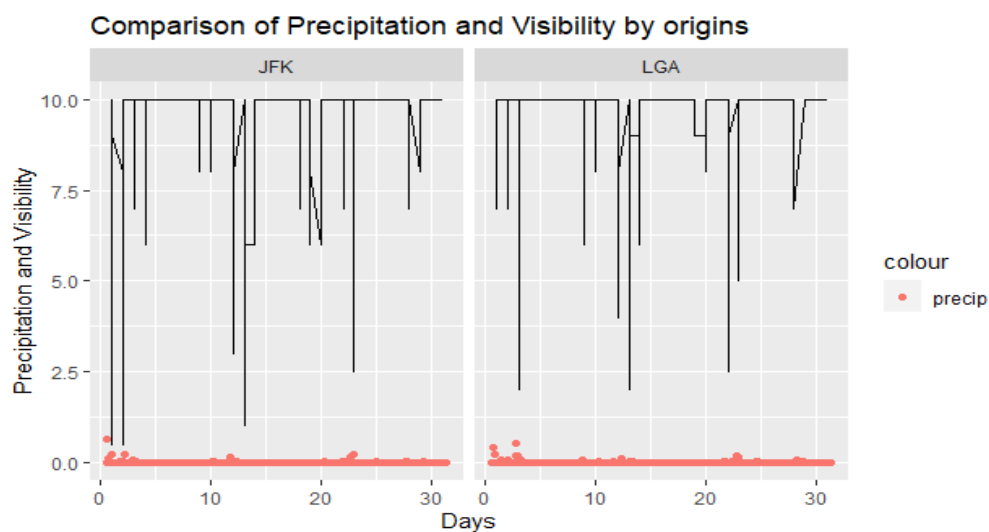 Comparison of Precipitation and Visibility by origins
JFK
LGA
Precipitation and Visibility
10.0
7.5
5.0
2.5
0.0
0 10 20 30
0 10 20 30
Days
colour
precip